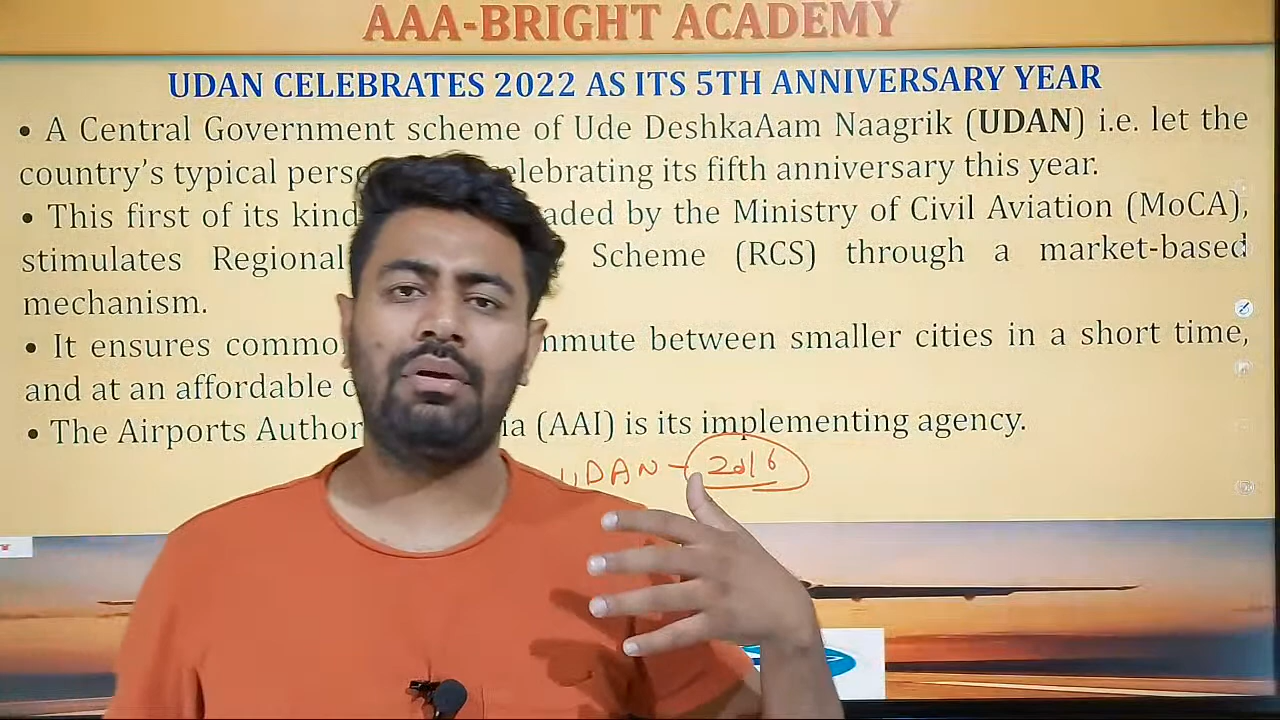 AAA-BRIGHT ACADEMY
UDAN CELEBRATES 2022 AS ITS 5TH ANNIVERSARY YEAR
• A Central Government scheme of Ude DeshkaAam Naagrik (UDAN) i.e. let the
country's typical elebrating its fifth anniversary this year.
• This first of its kind aded by the Ministry of Civil Aviation (MoCA),
stimulates Regional Scheme (RCS) through a market-based
mechanism.
• It ensures commo nmute between smaller cities in a short time,
and at an affordable c
• The Airports Author ia (AAI) is its implementing agency.
UDAN - 2016